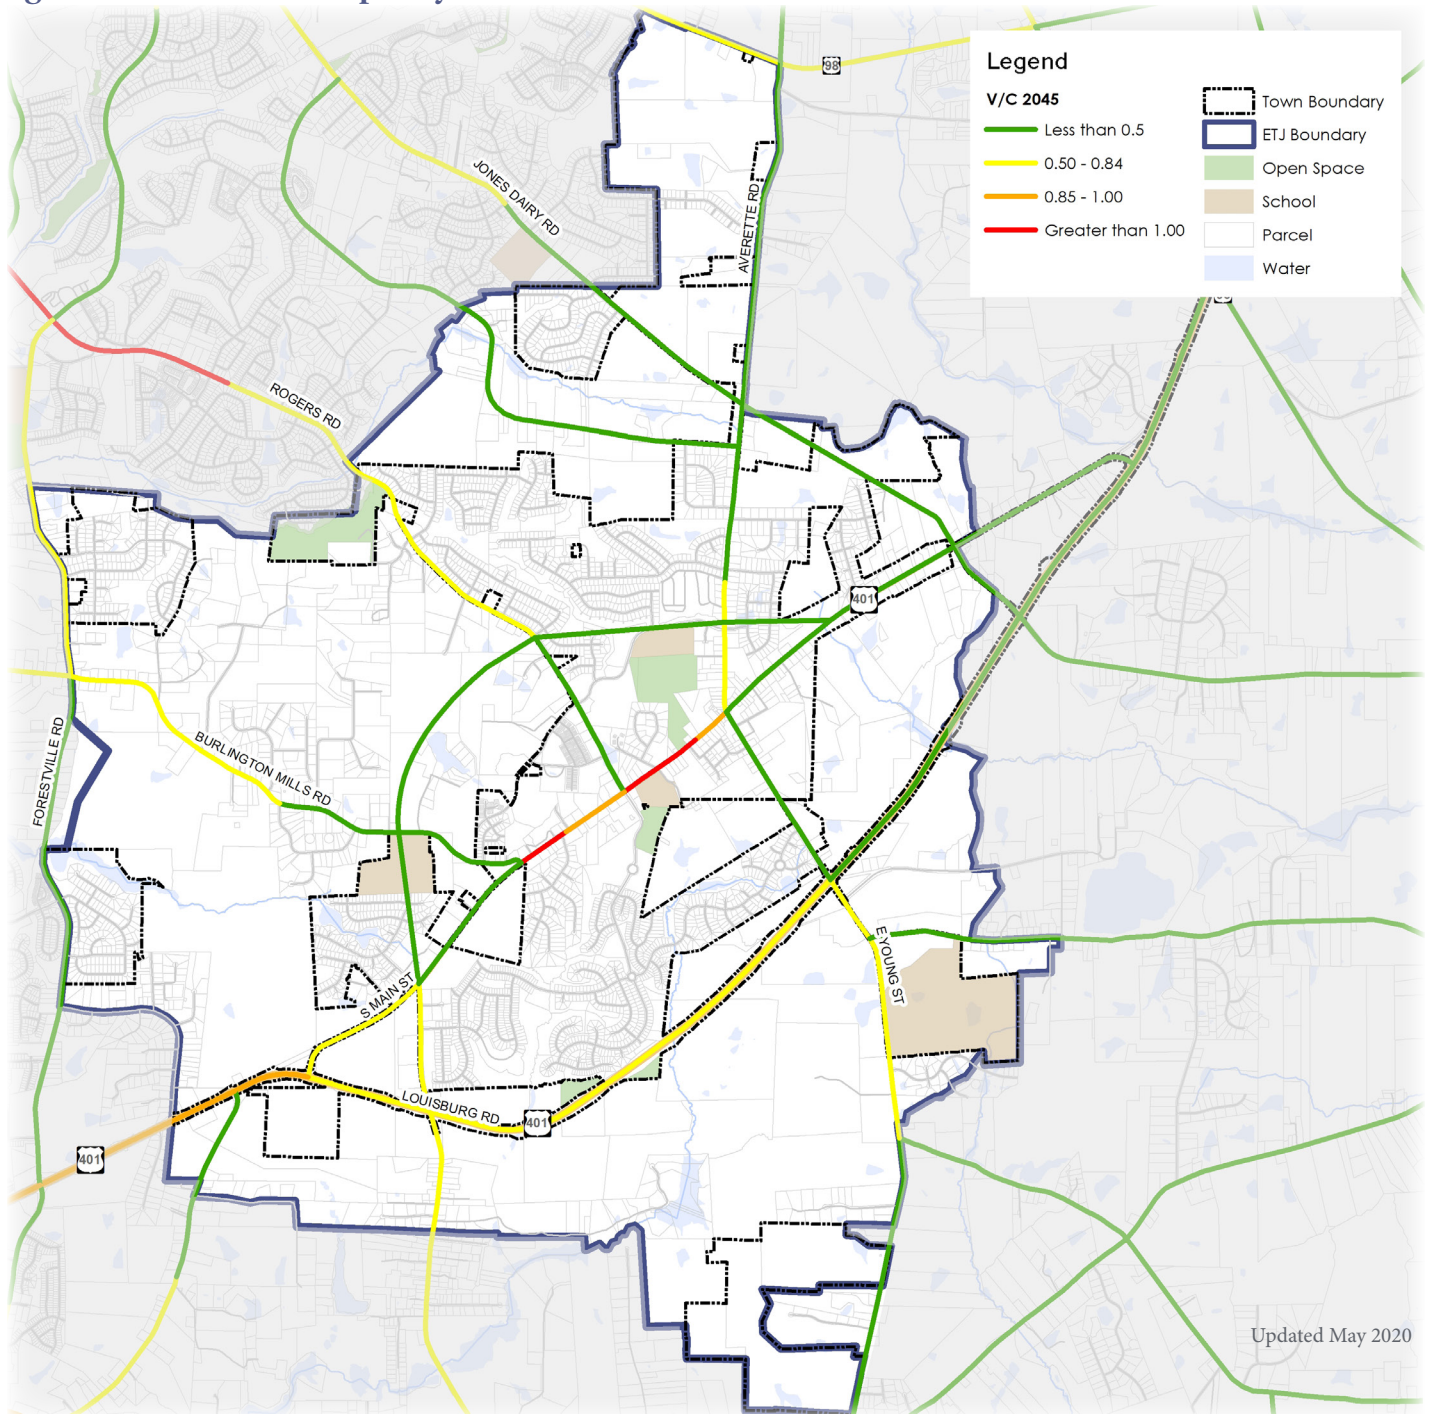 Legend
V/C 2045
Less than 0.5
0.50 - 0.84
0.85 - 1.00
Greater than 1.00
Town Boundary
ETJ Boundary
Open Space
School
Parcel
Water
98
JONES DAIRY RD
AVERETTE RD
ROGERS RD
401
FORESTVILLE RD
BURLINGTON MILLS RD
S MAIN ST
E YOUNG ST
LOUISBURG RD
401
401
Updated May 2020